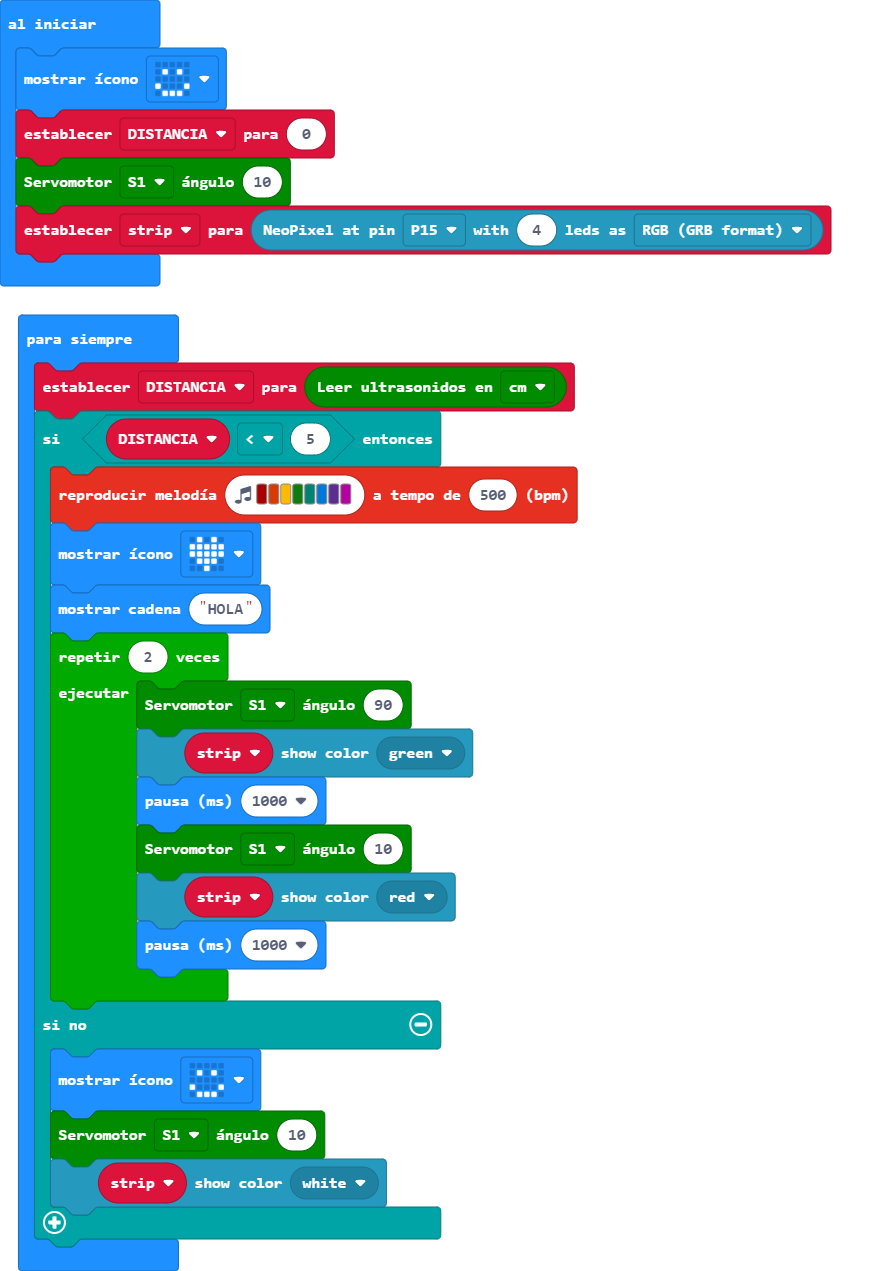 al iniciar
mostrar ícono
establecer DISTANCIA para 0
Servomotor S1 ángulo 10
establecer strip para NeoPixel at pin P15 with 4 leds as RGB (GRB format)
para siempre
establecer DISTANCIA para Leer ultrasonidos en cm
si DISTANCIA < 5 entonces
reproducir melodía a tempo de 500 (bpm)
mostrar ícono
mostrar cadena "HOLA"
repetir 2 veces
ejecutar
Servomotor S1 ángulo 90
strip show color green
pausa (ms) 1000
Servomotor S1 ángulo 10
strip show color red
pausa (ms) 1000
si no
mostrar ícono
Servomotor S1 ángulo 10
strip show color white